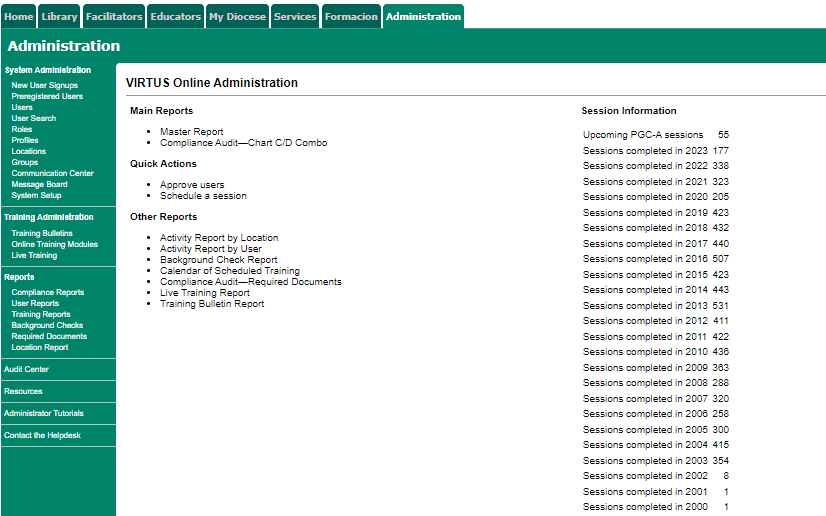 Home Library Facilitators Educators My Diocese Services Formacion Administration
Administration
System Administration
New User Signups
Preregistered Users
Users
User Search
Roles
Profiles
Locations
Groups
Communication Center
Message Board
System Setup
Training Administration
Training Bulletins
Online Training Modules
Live Training
Reports
Compliance Reports
User Reports
Training Reports
Background Checks
Required Documents
Location Report
Audit Center
Resources
Administrator Tutorials
Contact the Helpdesk
VIRTUS Online Administration
Main Reports
• Master Report
• Compliance Audit—Chart C/D Combo
Quick Actions
• Approve users
• Schedule a session
Other Reports
• Activity Report by Location
• Activity Report by User
• Background Check Report
• Calendar of Scheduled Training
• Compliance Audit—Required Documents
• Live Training Report
• Training Bulletin Report
Session Information
Upcoming PGC-A sessions 55
Sessions completed in 2023 177
Sessions completed in 2022 338
Sessions completed in 2021 323
Sessions completed in 2020 205
Sessions completed in 2019 423
Sessions completed in 2018 432
Sessions completed in 2017 440
Sessions completed in 2016 507
Sessions completed in 2015 423
Sessions completed in 2014 443
Sessions completed in 2013 531
Sessions completed in 2012 411
Sessions completed in 2011 422
Sessions completed in 2010 436
Sessions completed in 2009 363
Sessions completed in 2008 288
Sessions completed in 2007 320
Sessions completed in 2006 258
Sessions completed in 2005 300
Sessions completed in 2004 415
Sessions completed in 2003 354
Sessions completed in 2002 8
Sessions completed in 2001 1
Sessions completed in 2000 1